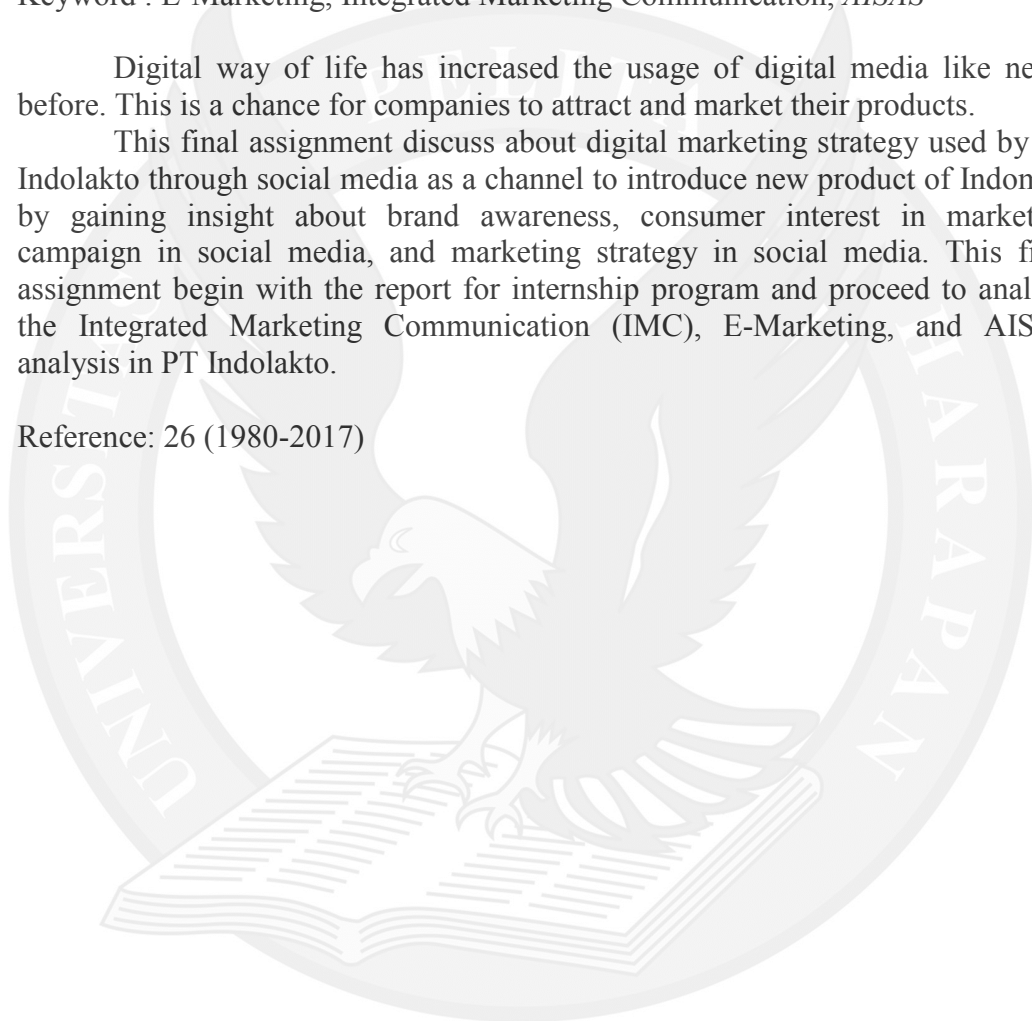 Keyword : E-Marketing, Integrated Marketing Communication, AISAS
Digital way of life has increased the usage of digital media like ne
before. This is a chance for companies to attract and market their products.
This final assignment discuss about digital marketing strategy used by
Indolakto through social media as a channel to introduce new product of Indon
by gaining insight about brand awareness, consumer interest in market
campaign in social media, and marketing strategy in social media. This fi
assignment begin with the report for internship program and proceed to anal
the Integrated Marketing Communication (IMC), E-Marketing, and AIS
analysis in PT Indolakto.
Reference: 26 (1980-2017)
UNIVERSITAS PELITA HARAPAN